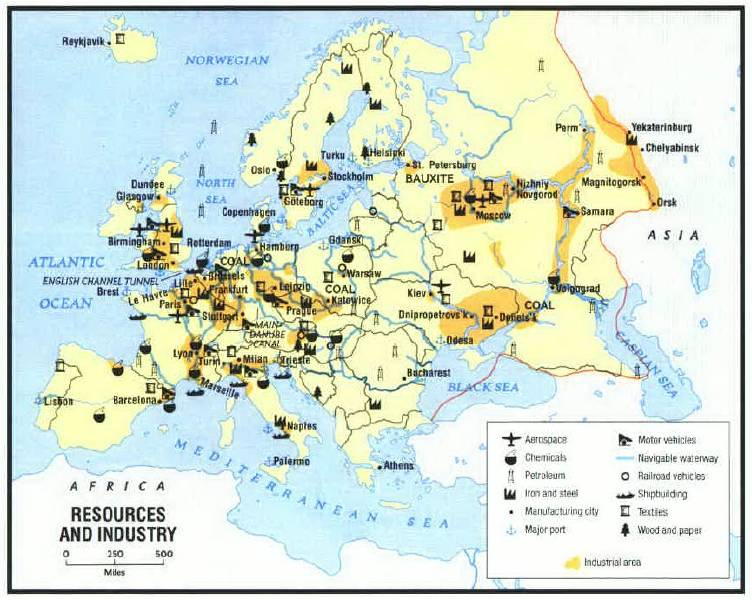 Reykjavik
NORWEGIAN
SEA
Perm'
Yekaterinburg
Chelyabinsk
Helsinki
Turku
St. Petersburg
Oslo
Stockholm
BAUXITE
Nizhniy
Novgorod
Magnitogorsk
Orsk
Dundee
Glasgow
NORTH
SEA
Göteborg
BALTIC SEA
Moscow
Samara
Copenhagen
ASIA
Birmingham
Rotterdam
Hamburg
Gdańsk
ATLANTIC
OCEAN
London
COAL
Warsaw
ENGLISH CHANNEL TUNNEL
Lille
Brussels
Leipzig
COAL
Kiev
Volgograd
Brest
Le Havre
Frankfurt
Katowice
COAL
Paris
Prague
Dnipropetrovs'k
Donets'k
Stuttgart
MAIN-
DANUBE
CANAL
Odesa
CASPIAN SEA
Lyon
Turin
Milan
Trieste
Bucharest
BLACK SEA
Lisbon
Barcelona
Marseille
Naples
MEDITERRANEAN SEA
Palermo
Athens
AFRICA
RESOURCES
AND INDUSTRY
0 250 500
Miles
Aerospace
Chemicals
Petroleum
Iron and steel
Manufacturing city
Major port
Motor vehicles
Navigable waterway
Railroad vehicles
Shipbuilding
Textiles
Wood and paper
Industrial area